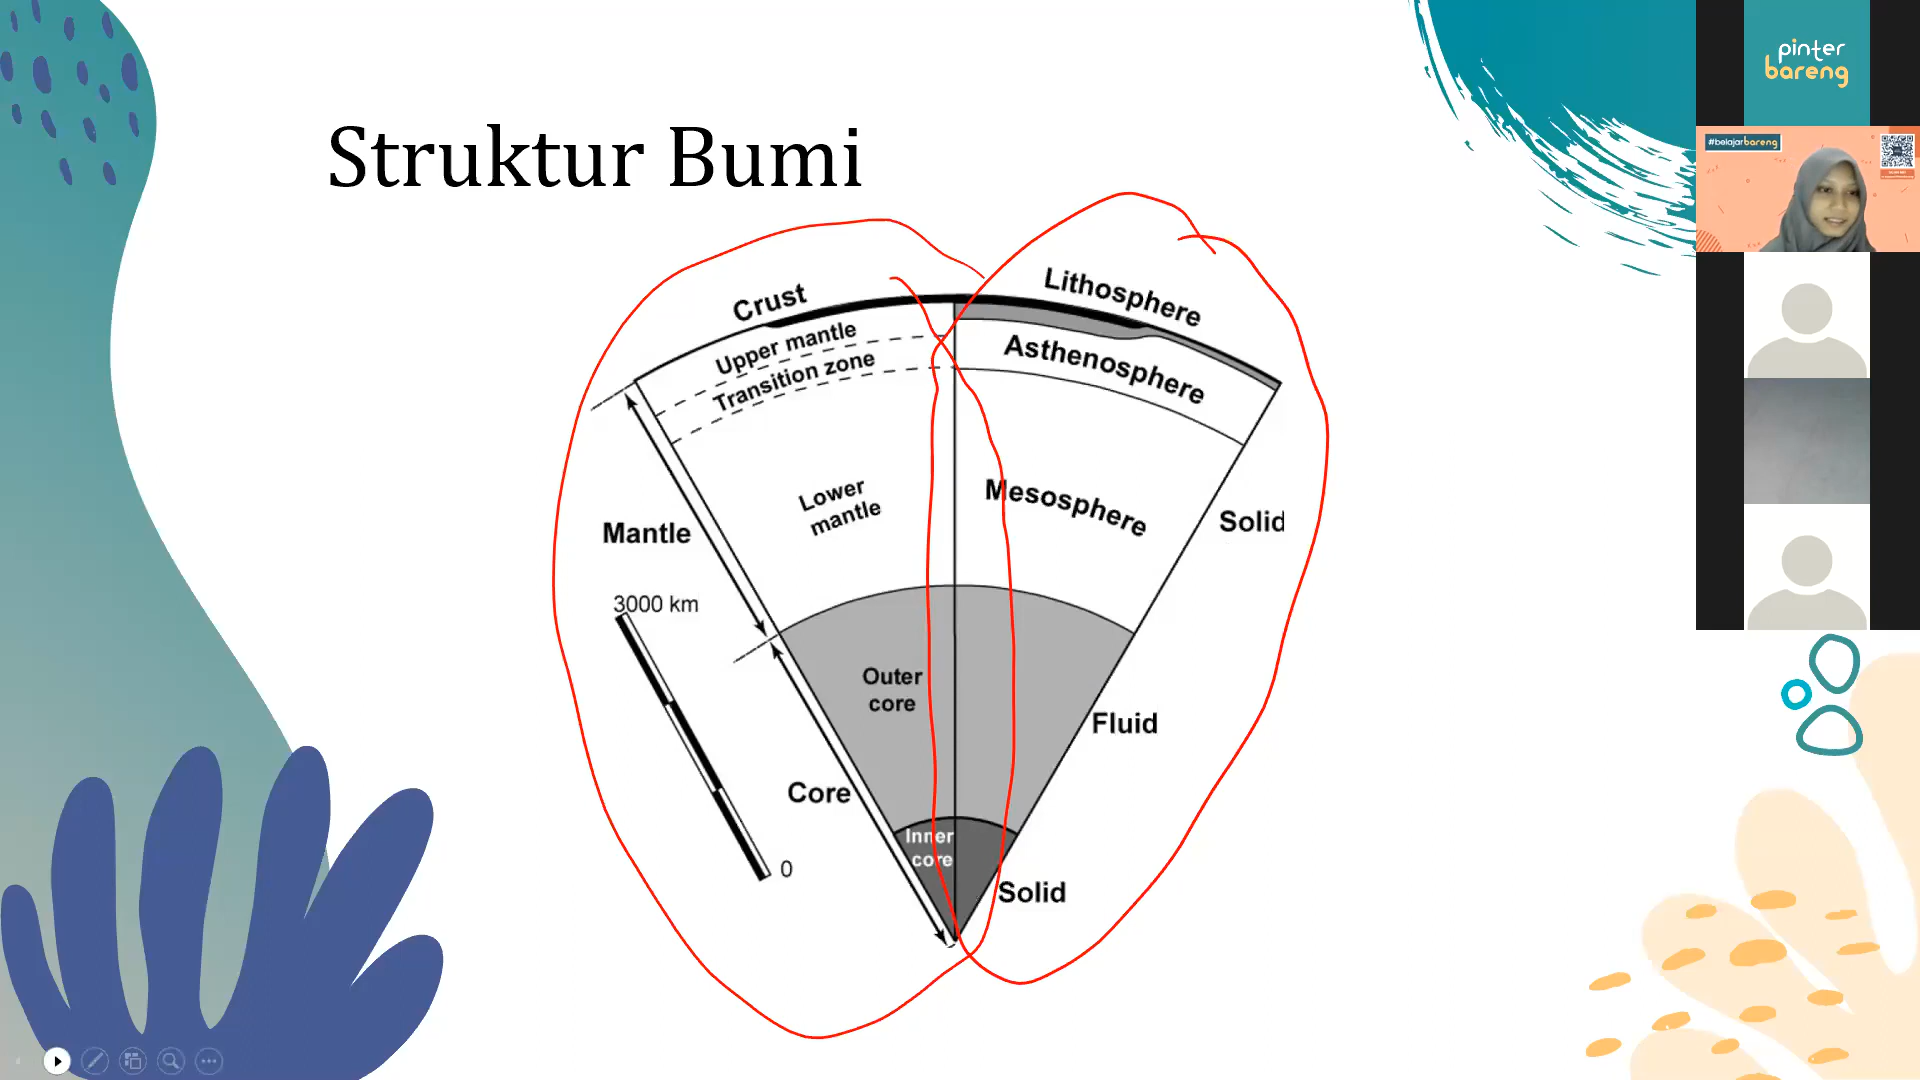 Struktur Bumi
Crust
Lithosphere
Upper mantle
Transition zone
Asthenosphere
Lower
mantle
Mesosphere
Mantle
Solid
3000 km
Outer
core
Fluid
Core
Inner
core
0
Solid
pinter
bareng
#belajarbareng